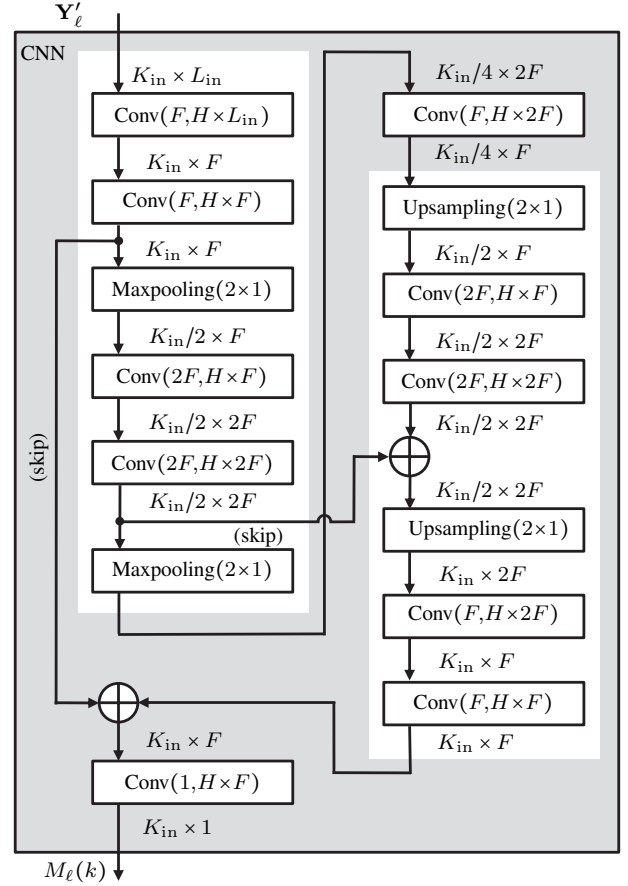 𝐘′ℓ
CNN
K_in × L_in
Conv(F,H×L_in)
K_in × F
Conv(F,H×F)
K_in × F
Maxpooling(2×1)
K_in/2 × F
Conv(2F,H×F)
K_in/2 × 2F
Conv(2F,H×2F)
K_in/2 × 2F
(skip)
(skip)
Maxpooling(2×1)
K_in/4 × 2F
Conv(F,H×2F)
K_in/4 × F
Upsampling(2×1)
K_in/2 × F
Conv(2F,H×F)
K_in/2 × 2F
Conv(2F,H×2F)
K_in/2 × 2F
K_in/2 × 2F
Upsampling(2×1)
K_in × 2F
Conv(F,H×2F)
K_in × F
Conv(F,H×F)
K_in × F
K_in × F
Conv(1,H×F)
K_in × 1
Mℓ(k)